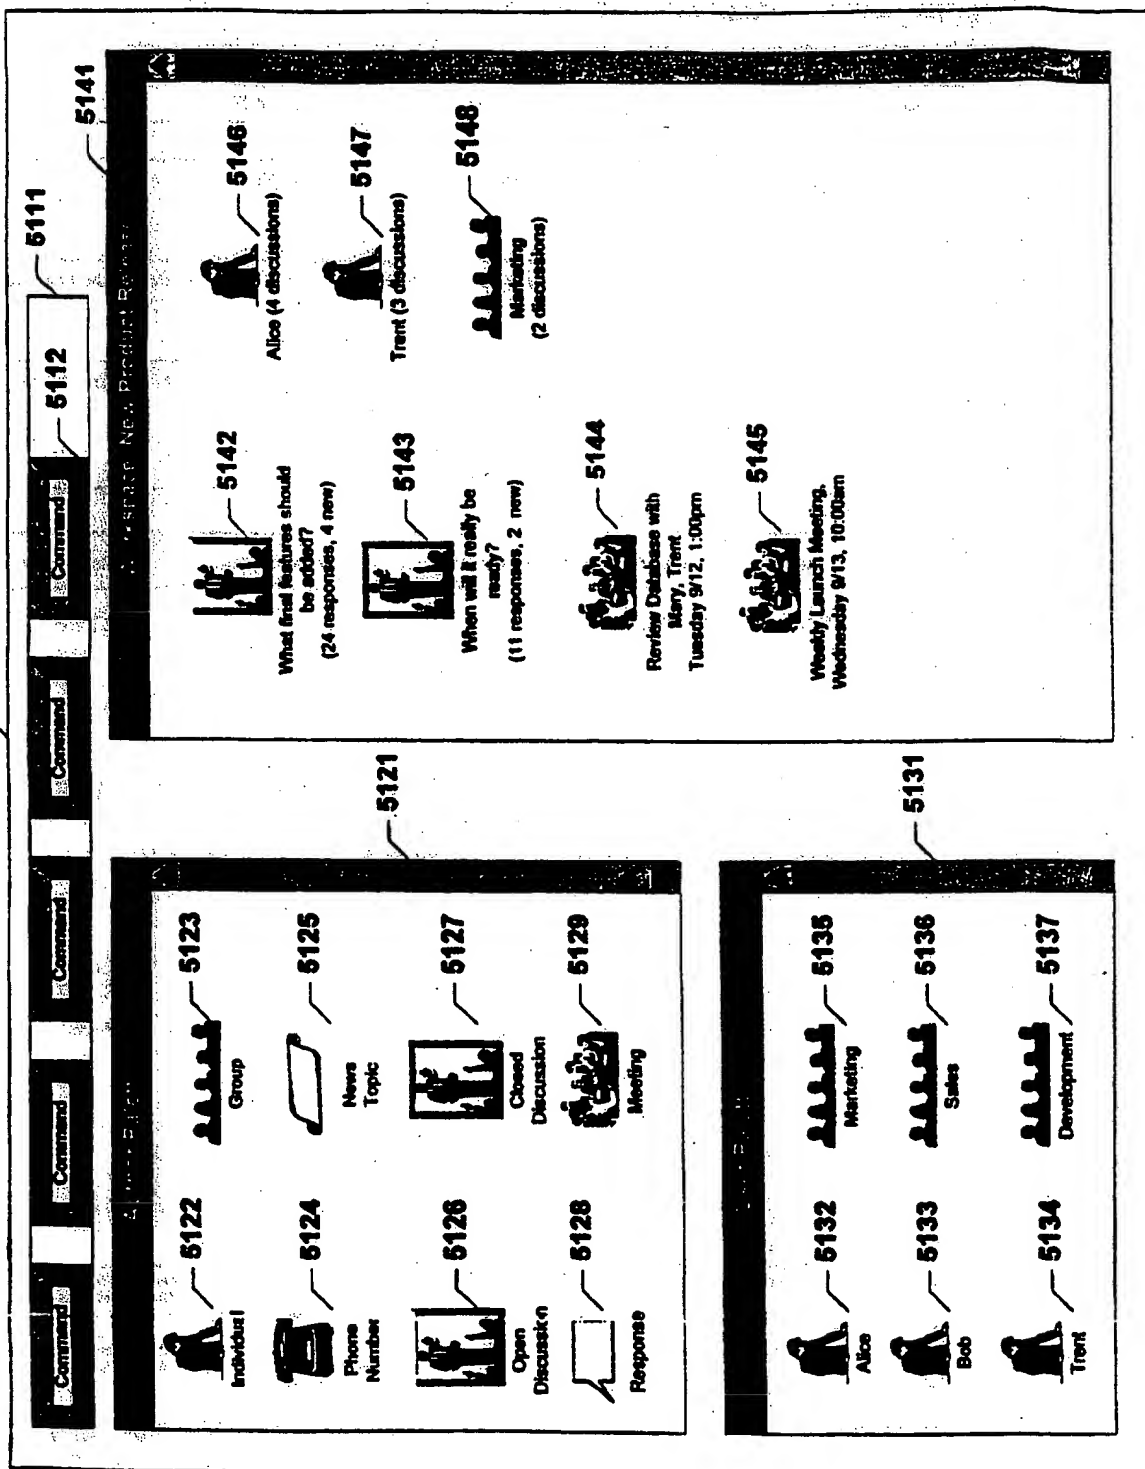 5111
5112
Command
Command
Command
Command
Command
5121
5122
Individual
5123
Group
5124
Phone
Number
5125
News
Topic
5126
Open
Discussion
5127
Closed
Discussion
5128
Response
5129
Meeting
5131
5132
Alice
5133
Bob
5134
Trent
5135
Marketing
5136
Sales
5137
Development
5141
New Product Release
5142
What final features should
be added?
(24 responses, 4 new)
5143
When will it really be
ready?
(11 responses, 2 new)
5144
Review Database with
Mary, Trent
Tuesday 9/12, 1:00pm
5145
Weekly Launch Meeting,
Wednesday 9/13, 10:00am
5146
Alice (4 discussions)
5147
Trent (3 discussions)
5148
Marketing
(2 discussions)